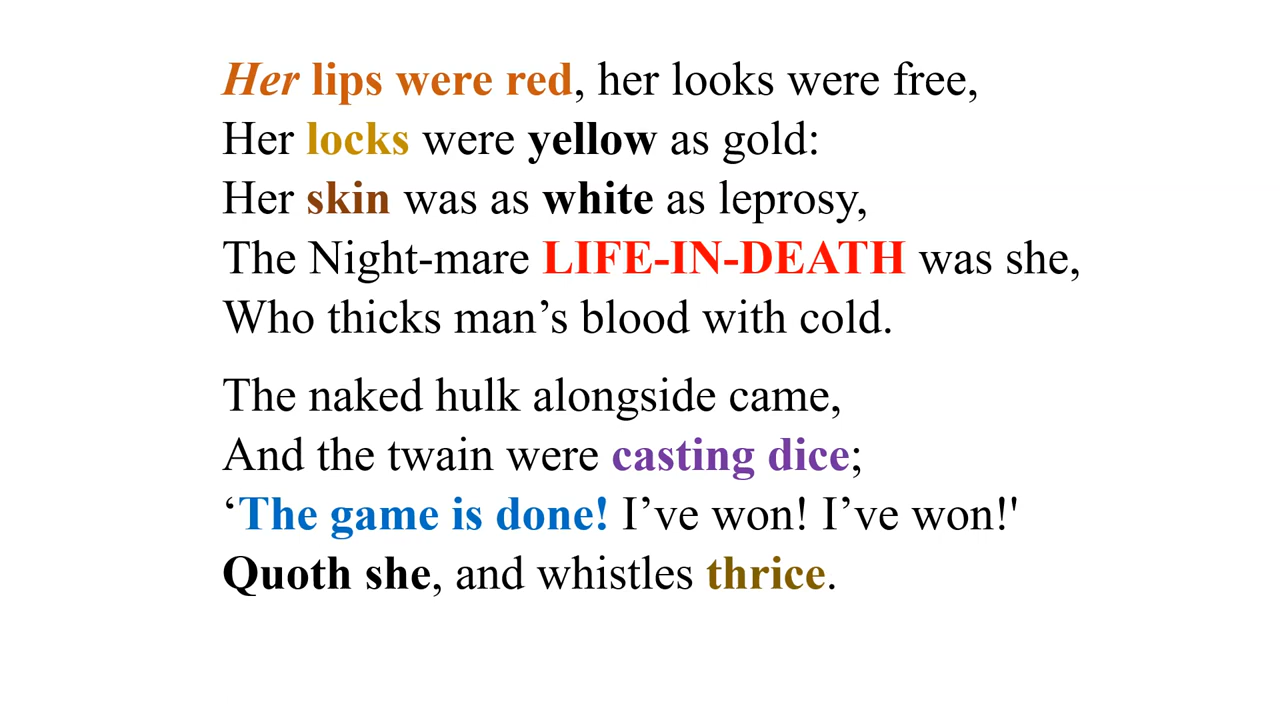 Her lips were red, her looks were free,
Her locks were yellow as gold:
Her skin was as white as leprosy,
The Night-mare LIFE-IN-DEATH was she,
Who thicks man’s blood with cold.
The naked hulk alongside came,
And the twain were casting dice;
‘The game is done! I’ve won! I’ve won!'
Quoth she, and whistles thrice.